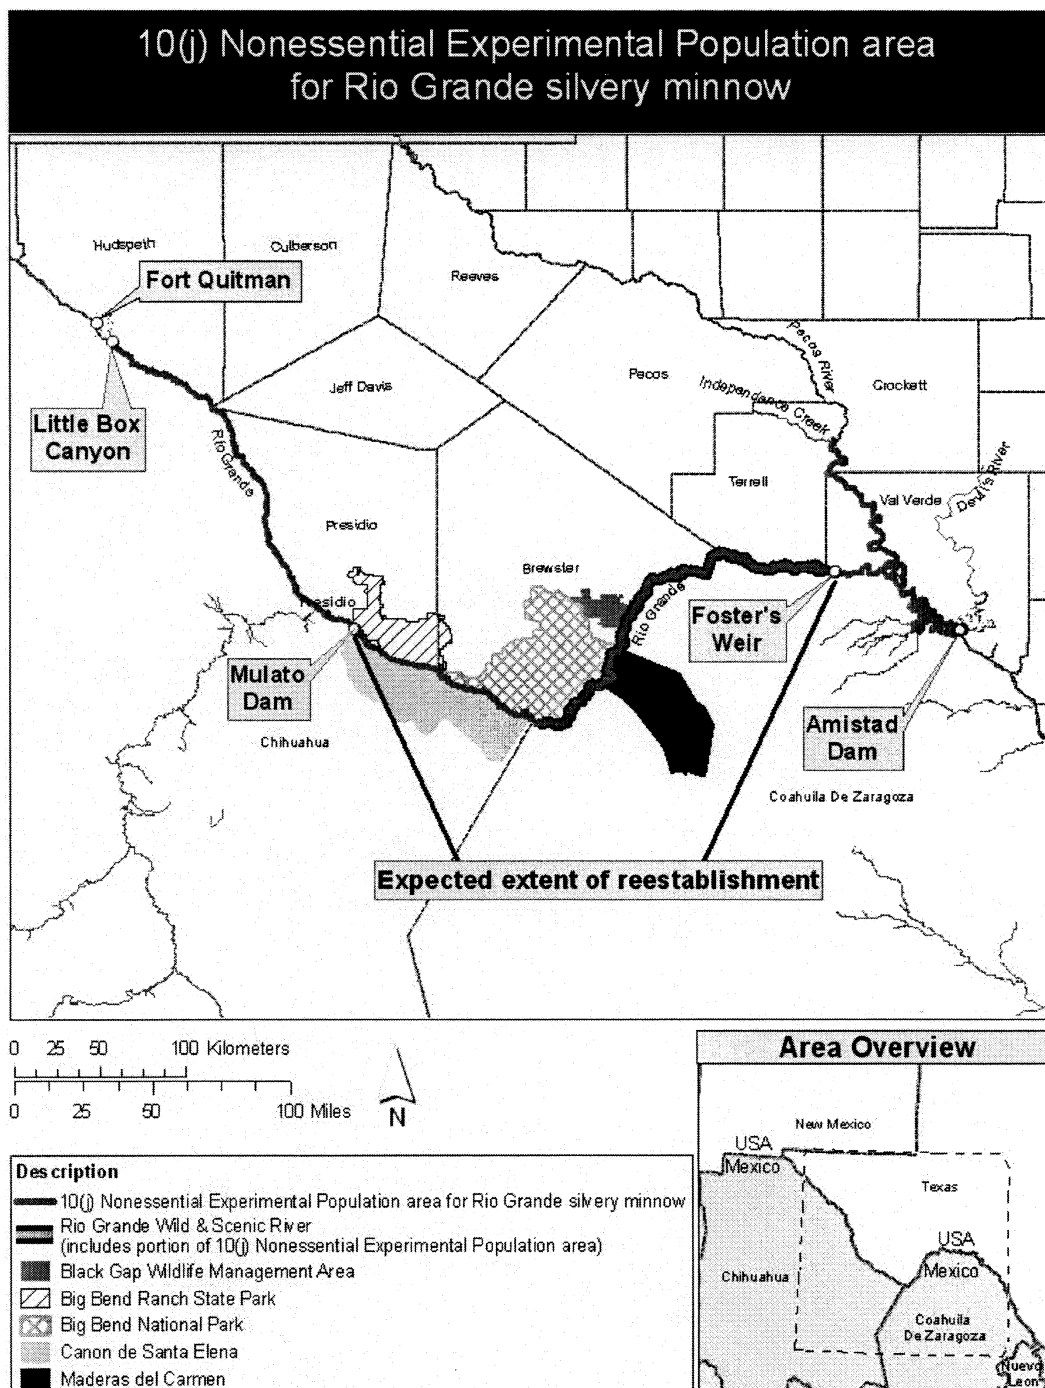 10(j) Nonessential Experimental Population area
for Rio Grande silvery minnow
Hudspeth
Culberson
Fort Quitman
Reeves
Pecos River
Jeff Davis
Pecos
Independance Creek
Crockett
Little Box
Canyon
Rio Grande
Terrell
Val Verde
Devil's River
Presidio
Brewster
Presidio
Rio Grande
Foster's
Weir
Mulato
Dam
Chihuahua
Amistad
Dam
Coahuila De Zaragoza
Expected extent of reestablishment
0 25 50 100 Kilometers
0 25 50 100 Miles
N
Area Overview
New Mexico
USA
Mexico
Texas
USA
Mexico
Chihuahua
Coahuila
De Zaragoza
Nuevo
Leon
Description
10(j) Nonessential Experimental Population area for Rio Grande silvery minnow
Rio Grande Wild & Scenic River
(includes portion of 10(j) Nonessential Experimental Population area)
Black Gap Wildlife Management Area
Big Bend Ranch State Park
Big Bend National Park
Canon de Santa Elena
Maderas del Carmen